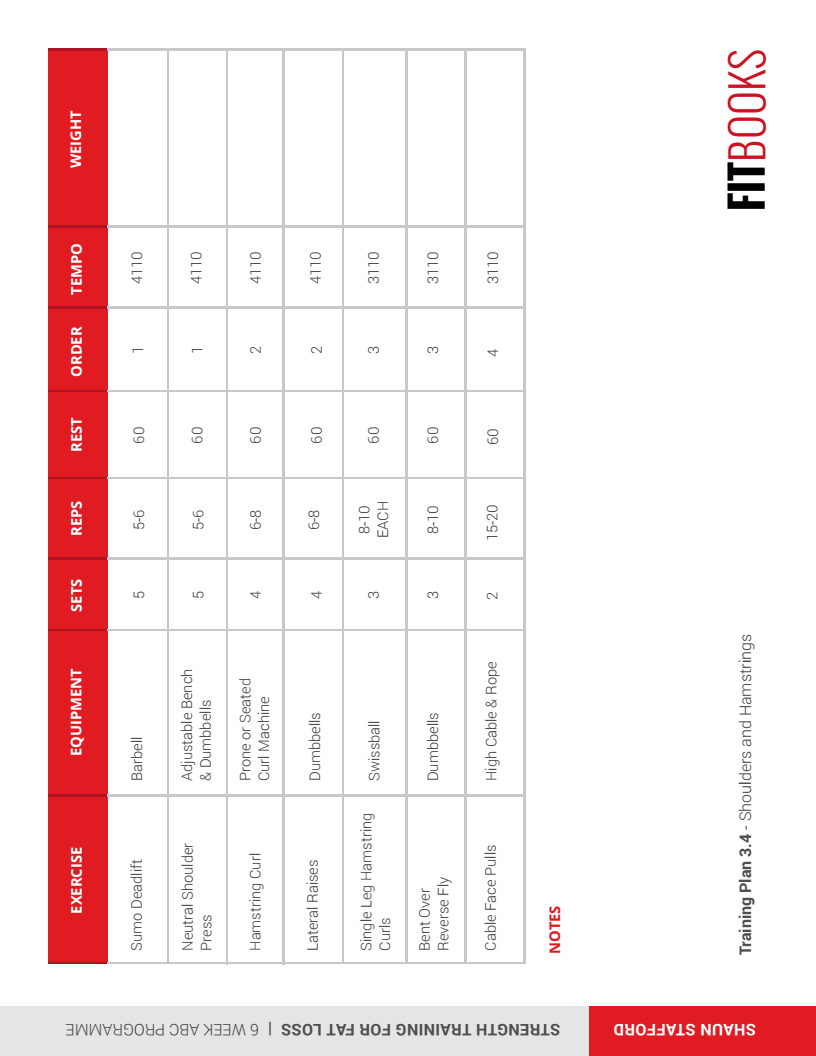 EXERCISE EQUIPMENT SETS REPS REST ORDER TEMPO WEIGHT
Sumo Deadlift Barbell 5 5-6 60 1 4110
Neutral Shoulder
Press Adjustable Bench
& Dumbbells 5 5-6 60 1 4110
Hamstring Curl Prone or Seated
Curl Machine 4 6-8 60 2 4110
Lateral Raises Dumbbells 4 6-8 60 2 4110
Single Leg Hamstring
Curls Swissball 3 8-10
EACH 60 3 3110
Bent Over
Reverse Fly Dumbbells 3 8-10 60 3 3110
Cable Face Pulls High Cable & Rope 2 15-20 60 4 3110
NOTES
Training Plan 3.4 - Shoulders and Hamstrings
FITBOOKS
SHAUN STAFFORD
STRENGTH TRAINING FOR FAT LOSS | 6 WEEK ABC PROGRAMME